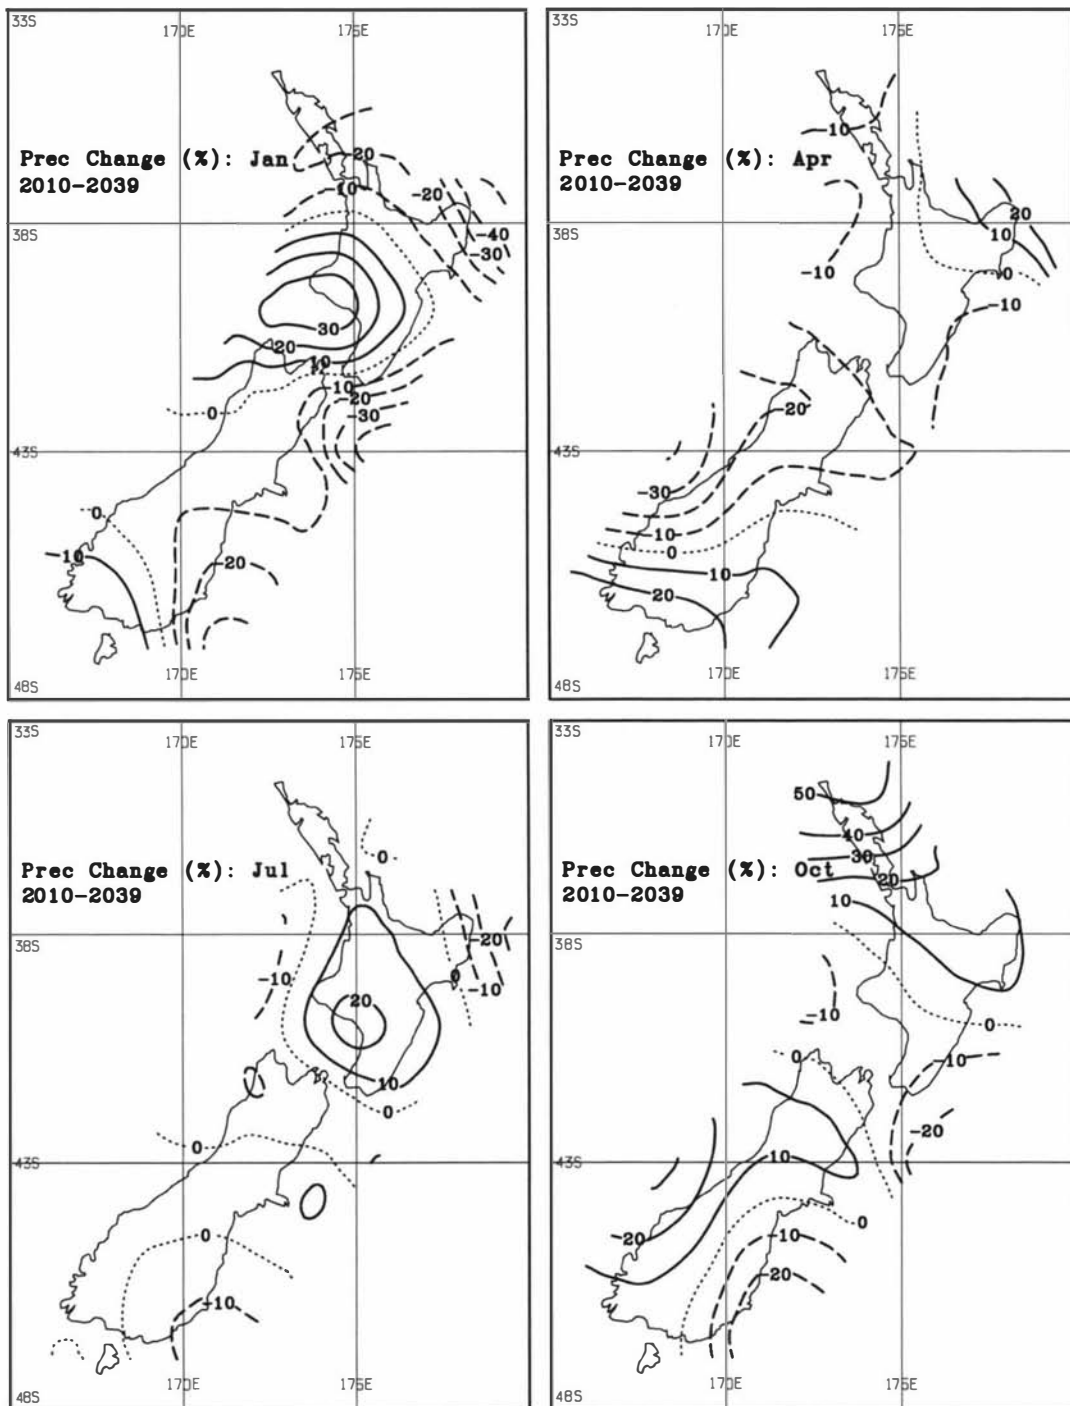 33S
170E
175E
Prec Change (%): Jan
2010-2039
-20
-10
-20
38S
-40
-30
30
20
10
-10
-20
-30
0
43S
0
-10
-20
170E
175E
48S
33S
170E
175E
-10
Prec Change (%): Apr
2010-2039
20
38S
10
-10
0
-10
-20
43S
-30
-10
0
10
20
170E
175E
48S
33S
170E
175E
0
Prec Change (%): Jul
2010-2039
38S
-20
-10
0
-10
20
10
0
0
43S
0
-10
170E
175E
48S
33S
170E
175E
50
40
30
Prec Change (%): Oct
20
2010-2039
10
38S
-10
0
-10
0
-20
10
43S
0
-20
-10
-20
170E
175E
48S